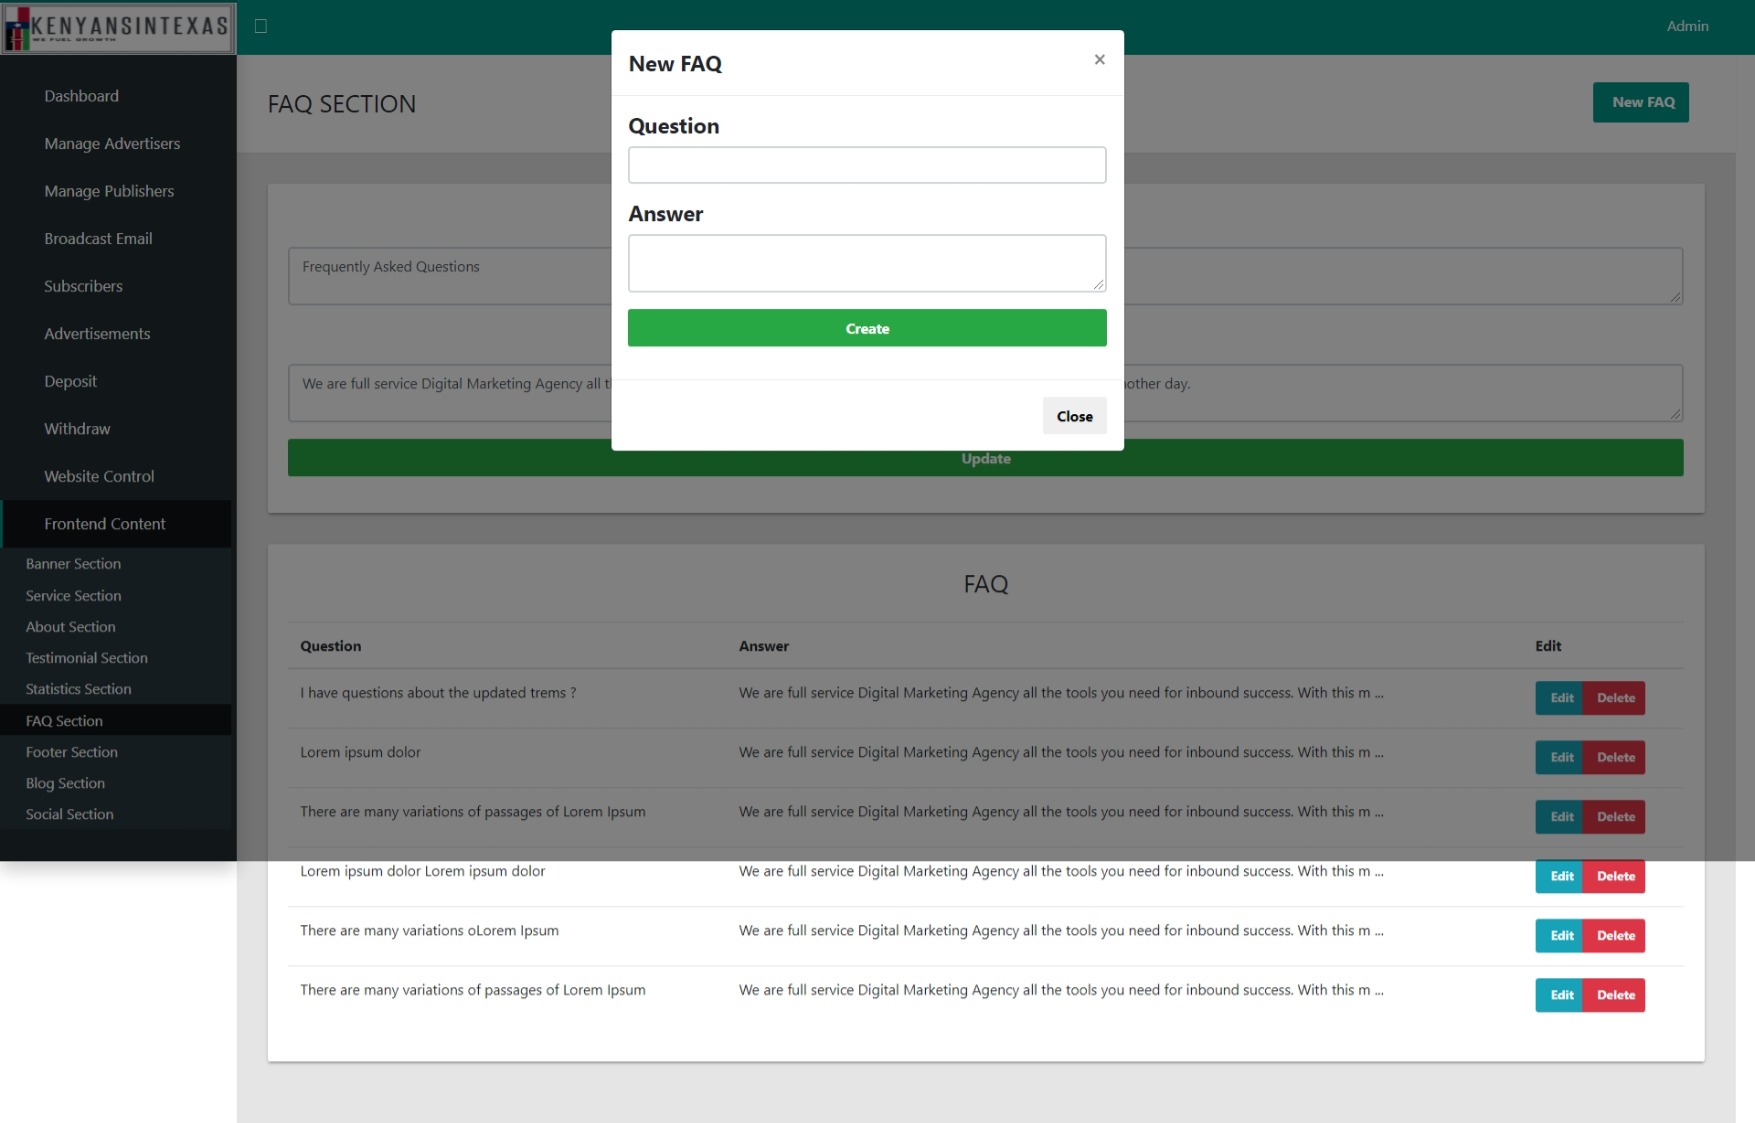 KENYANSINTEXAS
WE FUEL GROWTH
Admin
Dashboard
Manage Advertisers
Manage Publishers
Broadcast Email
Subscribers
Advertisements
Deposit
Withdraw
Website Control
Frontend Content
Banner Section
Service Section
About Section
Testimonial Section
Statistics Section
FAQ Section
Footer Section
Blog Section
Social Section
FAQ SECTION
New FAQ
New FAQ
×
Question
Answer
Create
Close
Frequently Asked Questions
We are full service Digital Marketing Agency all other day.
Update
FAQ
Question Answer Edit
I have questions about the updated trems ? We are full service Digital Marketing Agency all the tools you need for inbound success. With this m ... Edit Delete
Lorem ipsum dolor We are full service Digital Marketing Agency all the tools you need for inbound success. With this m ... Edit Delete
There are many variations of passages of Lorem Ipsum We are full service Digital Marketing Agency all the tools you need for inbound success. With this m ... Edit Delete
Lorem ipsum dolor Lorem ipsum dolor We are full service Digital Marketing Agency all the tools you need for inbound success. With this m ... Edit Delete
There are many variations oLorem Ipsum We are full service Digital Marketing Agency all the tools you need for inbound success. With this m ... Edit Delete
There are many variations of passages of Lorem Ipsum We are full service Digital Marketing Agency all the tools you need for inbound success. With this m ... Edit Delete